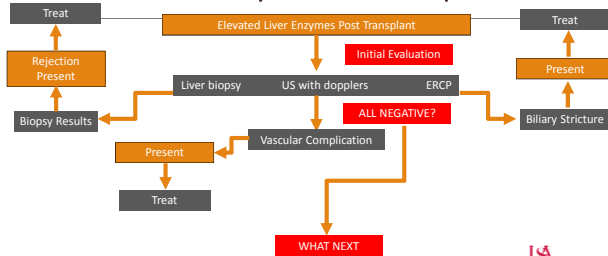 Treat
Elevated Liver Enzymes Post Transplant
Treat
Initial Evaluation
Rejection
Present
Present
Liver biopsy US with dopplers ERCP
ALL NEGATIVE?
Biopsy Results
Biliary Stricture
Vascular Complication
Present
Treat
WHAT NEXT